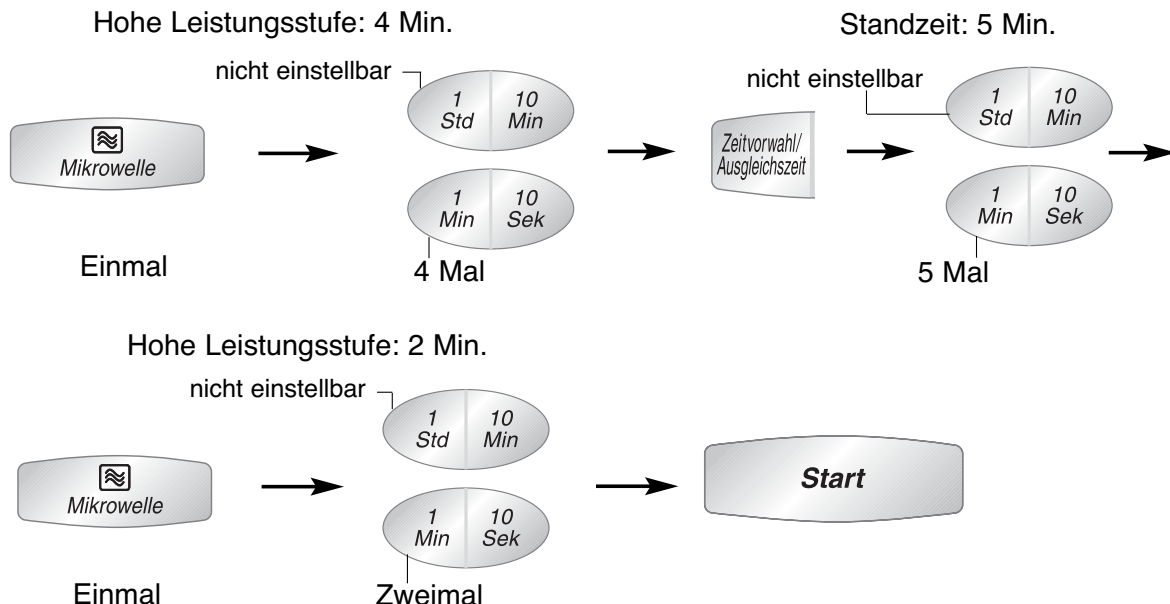 Hohe Leistungsstufe: 4 Min.
Standzeit: 5 Min.
nicht einstellbar
nicht einstellbar
1 Std
10 Min
Mikrowelle
1 Min
10 Sek
Zeitvorwahl/
Ausgleichszeit
1 Std
10 Min
1 Min
10 Sek
Einmal
4 Mal
5 Mal
Hohe Leistungsstufe: 2 Min.
nicht einstellbar
1 Std
10 Min
Mikrowelle
1 Min
10 Sek
Start
Einmal
Zweimal